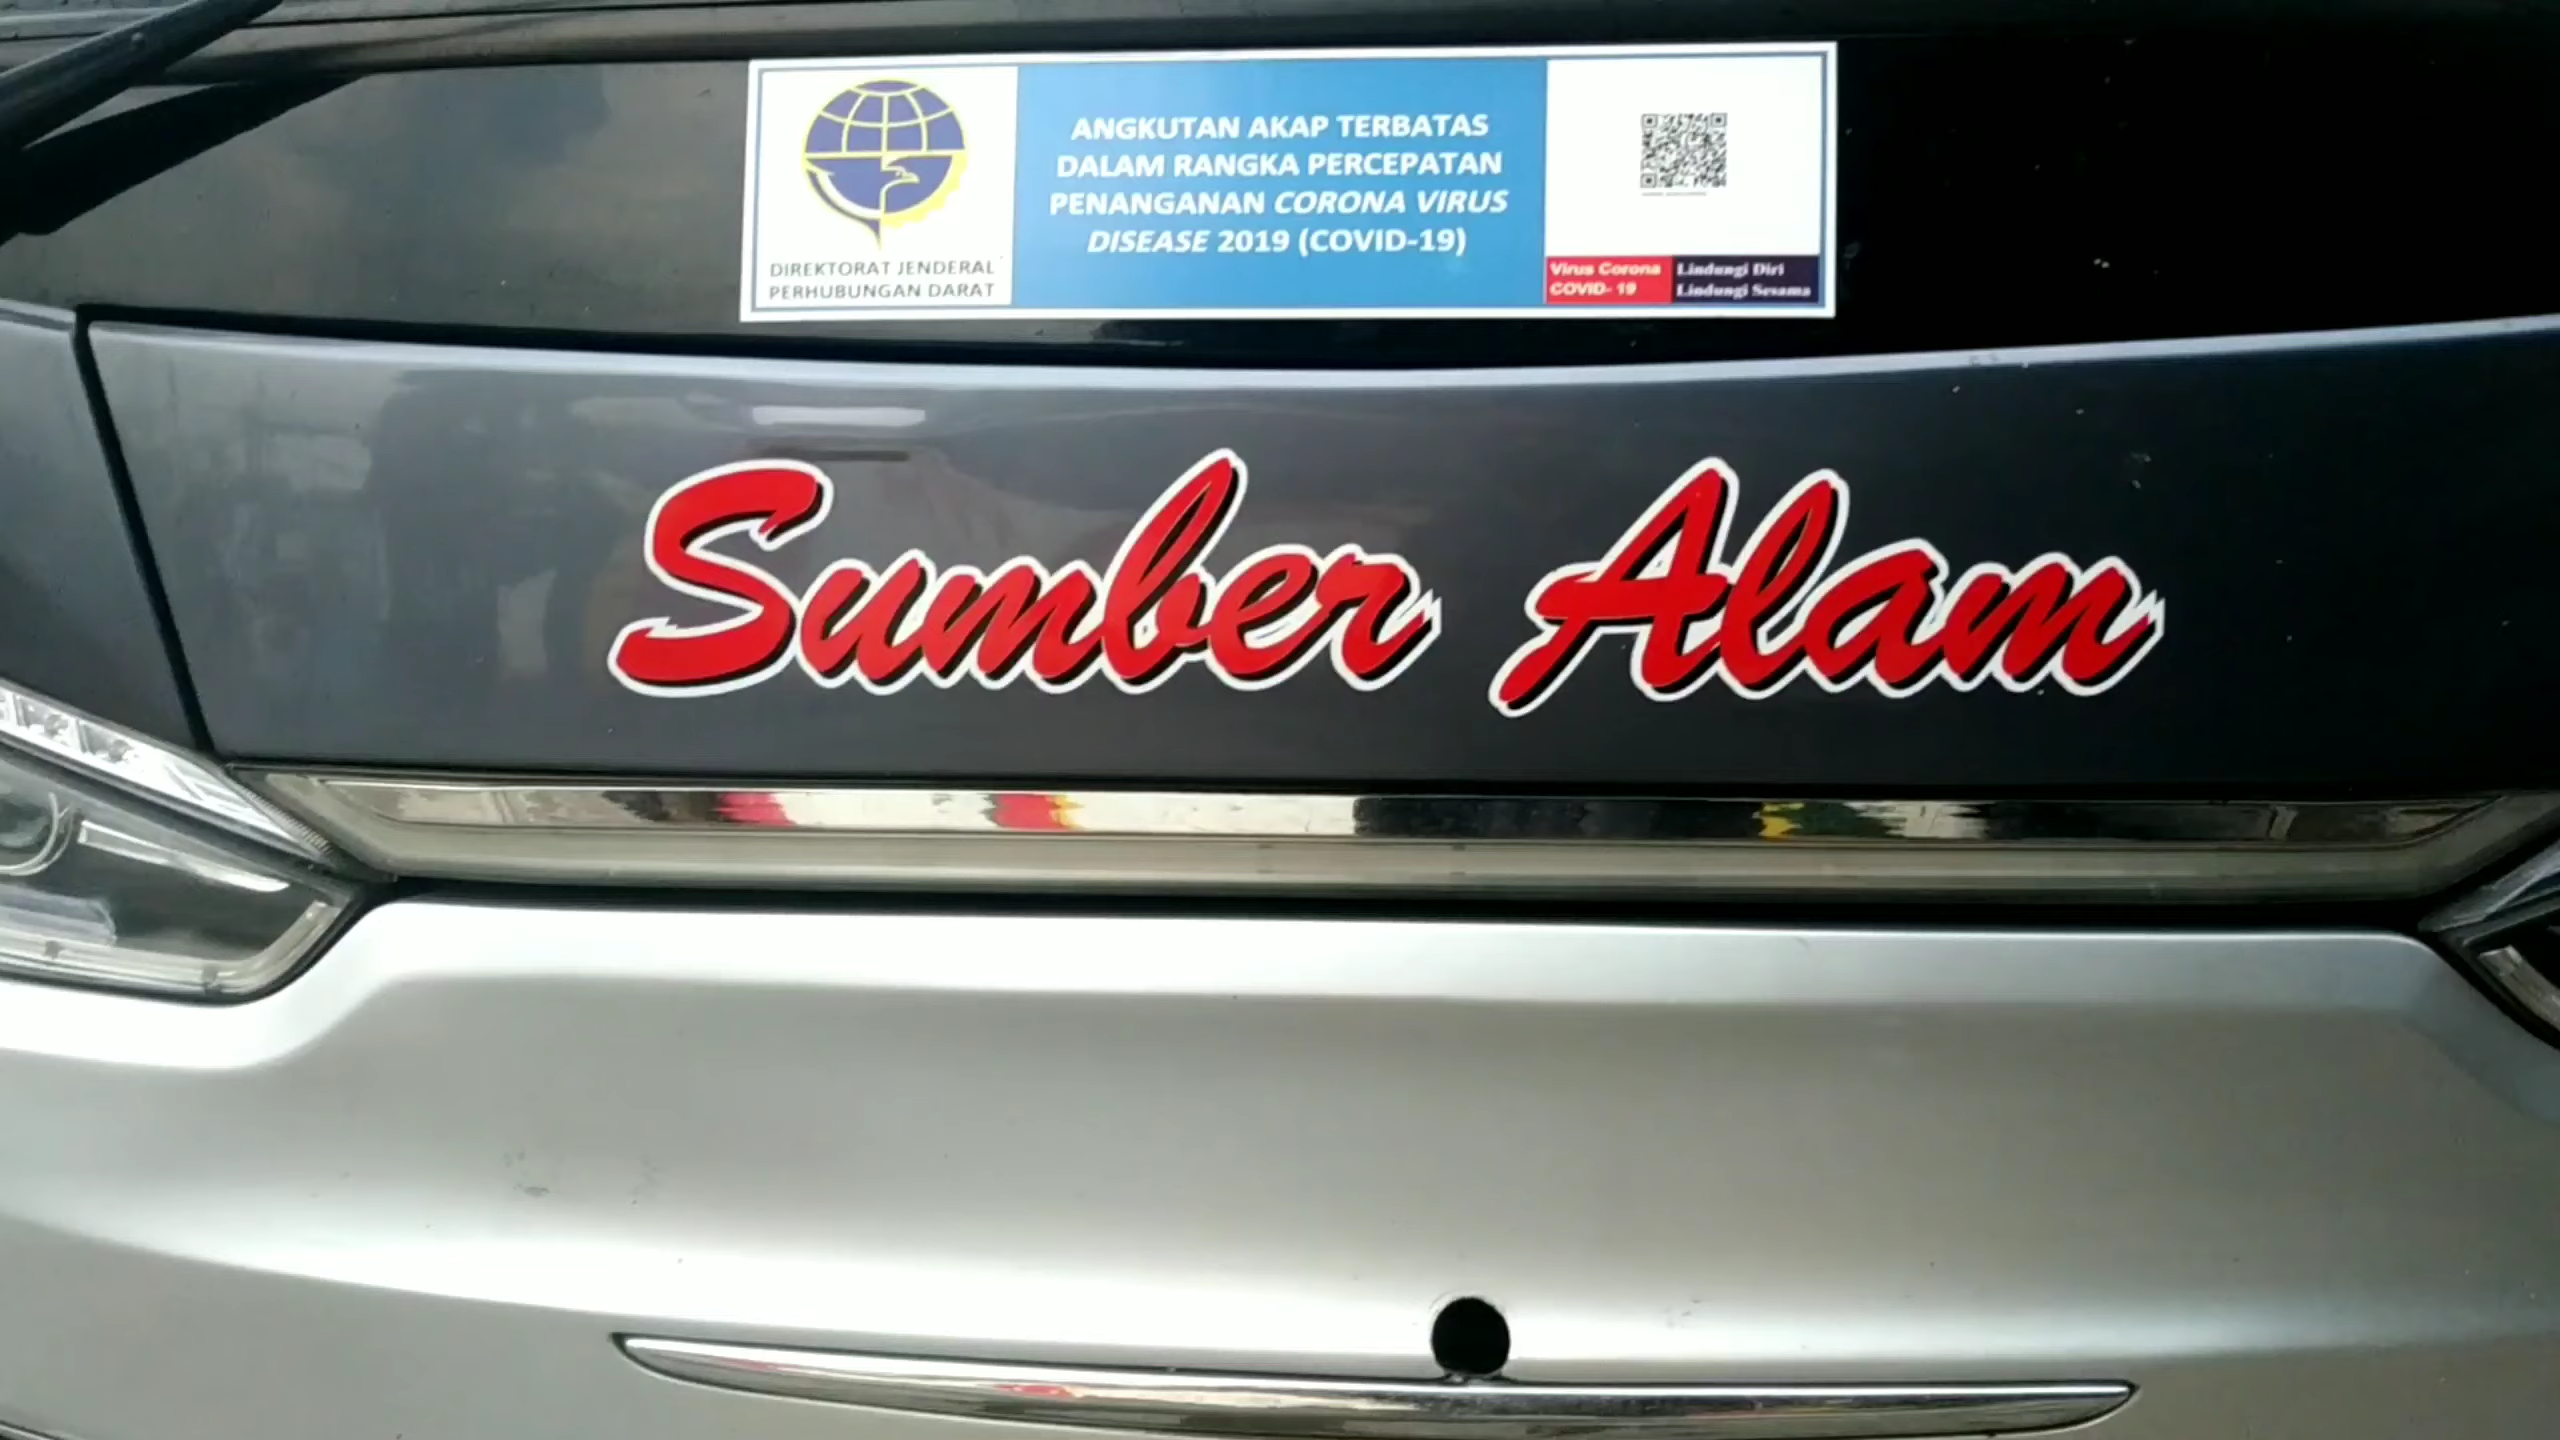 DIREKTORAT JENDERAL
PERHUBUNGAN DARAT
ANGKUTAN AKAP TERBATAS
DALAM RANGKA PERCEPATAN
PENANGANAN CORONA VIRUS
DISEASE 2019 (COVID-19)
Virus Corona
COVID- 19
Lindungi Diri
Lindungi Sesama
Sumber Alam